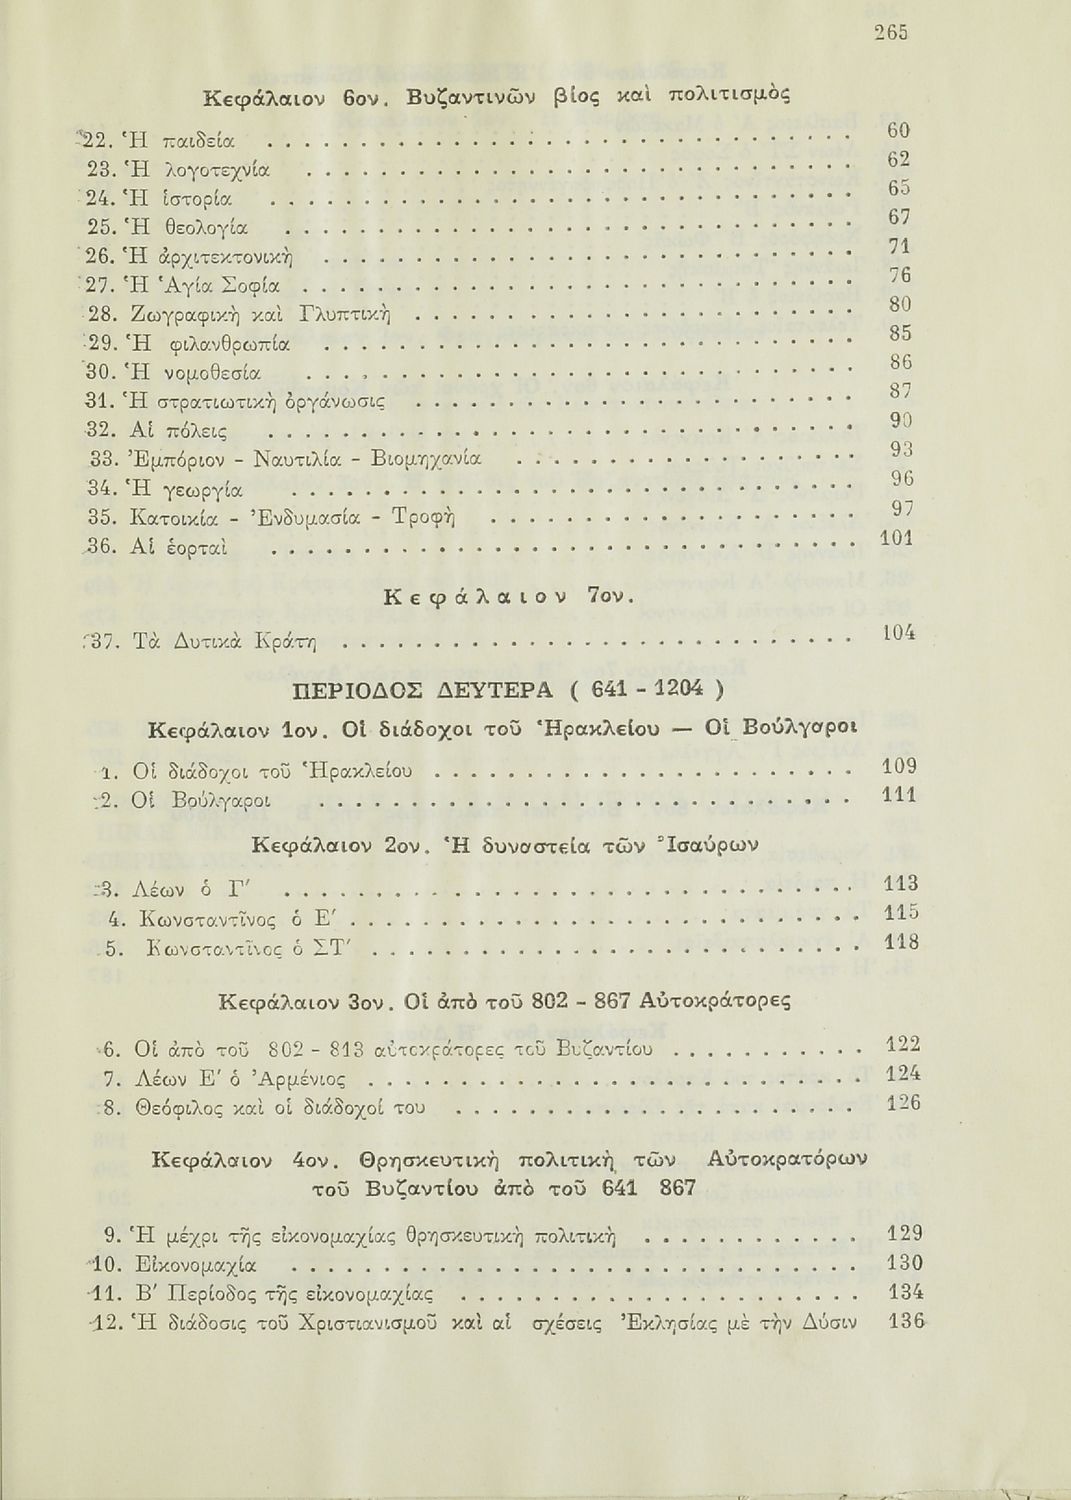 265
Κεφάλαιον 6ον. Βυζαντινῶν βίος καὶ πολιτισμὸς
22. Ἡ παιδεία . . . . . . . . . . 60
23. Ἡ λογοτεχνία . . . . . . . . . . 62
24. Ἡ ἱστορία . . . . . . . . . . 65
25. Ἡ θεολογία . . . . . . . . . . 67
26. Ἡ ἀρχιτεκτονικὴ . . . . . . . . . . 71
27. Ἡ Ἁγία Σοφία . . . . . . . . . . 76
28. Ζωγραφικὴ καὶ Γλυπτικὴ . . . . . . . . . . 80
29. Ἡ φιλανθρωπία . . . . . . . . . . 85
30. Ἡ νομοθεσία . . . . . . . . . . 86
31. Ἡ στρατιωτικὴ ὀργάνωσις . . . . . . . . . . 87
32. Αἱ πόλεις . . . . . . . . . . 90
33. Ἐμπόριον - Ναυτιλία - Βιομηχανία . . . . . . . . . . 93
34. Ἡ γεωργία . . . . . . . . . . 96
35. Κατοικία - Ἐνδυμασία - Τροφὴ . . . . . . . . . . 97
36. Αἱ ἑορταὶ . . . . . . . . . . 101
Κεφάλαιον 7ον.
37. Τὰ Δυτικὰ Κράτη . . . . . . . . . . 104
ΠΕΡΙΟΔΟΣ ΔΕΥΤΕΡΑ ( 641 - 1204 )
Κεφάλαιον 1ον. Οἱ διάδοχοι τοῦ Ἡρακλείου — Οἱ Βούλγαροι
1. Οἱ διάδοχοι τοῦ Ἡρακλείου . . . . . . . . . . 109
2. Οἱ Βούλγαροι . . . . . . . . . . 111
Κεφάλαιον 2ον. Ἡ δυναστεία τῶν Ἰσαύρων
3. Λέων ὁ Γ' . . . . . . . . . . 113
4. Κωνσταντῖνος ὁ Ε' . . . . . . . . . . 115
5. Κωνσταντῖνος ὁ ΣΤ' . . . . . . . . . . 118
Κεφάλαιον 3ον. Οἱ ἀπὸ τοῦ 802 - 867 Αὐτοκράτορες
6. Οἱ ἀπὸ τοῦ 802 - 813 αὐτοκράτορες τοῦ Βυζαντίου . . . . . . . . . . 122
7. Λέων Ε' ὁ Ἀρμένιος . . . . . . . . . . 124
8. Θεόφιλος καὶ οἱ διάδοχοί του . . . . . . . . . . 126
Κεφάλαιον 4ον. Θρησκευτικὴ πολιτικὴ τῶν Αὐτοκρατόρων
τοῦ Βυζαντίου ἀπὸ τοῦ 641 867
9. Ἡ μέχρι τῆς εἰκονομαχίας θρησκευτικὴ πολιτικὴ . . . . . . . . . . 129
10. Εἰκονομαχία . . . . . . . . . . 130
11. Β' Περίοδος τῆς εἰκονομαχίας . . . . . . . . . . 134
12. Ἡ διάδοσις τοῦ Χριστιανισμοῦ καὶ αἱ σχέσεις Ἐκλησίας μὲ τὴν Δύσιν 136